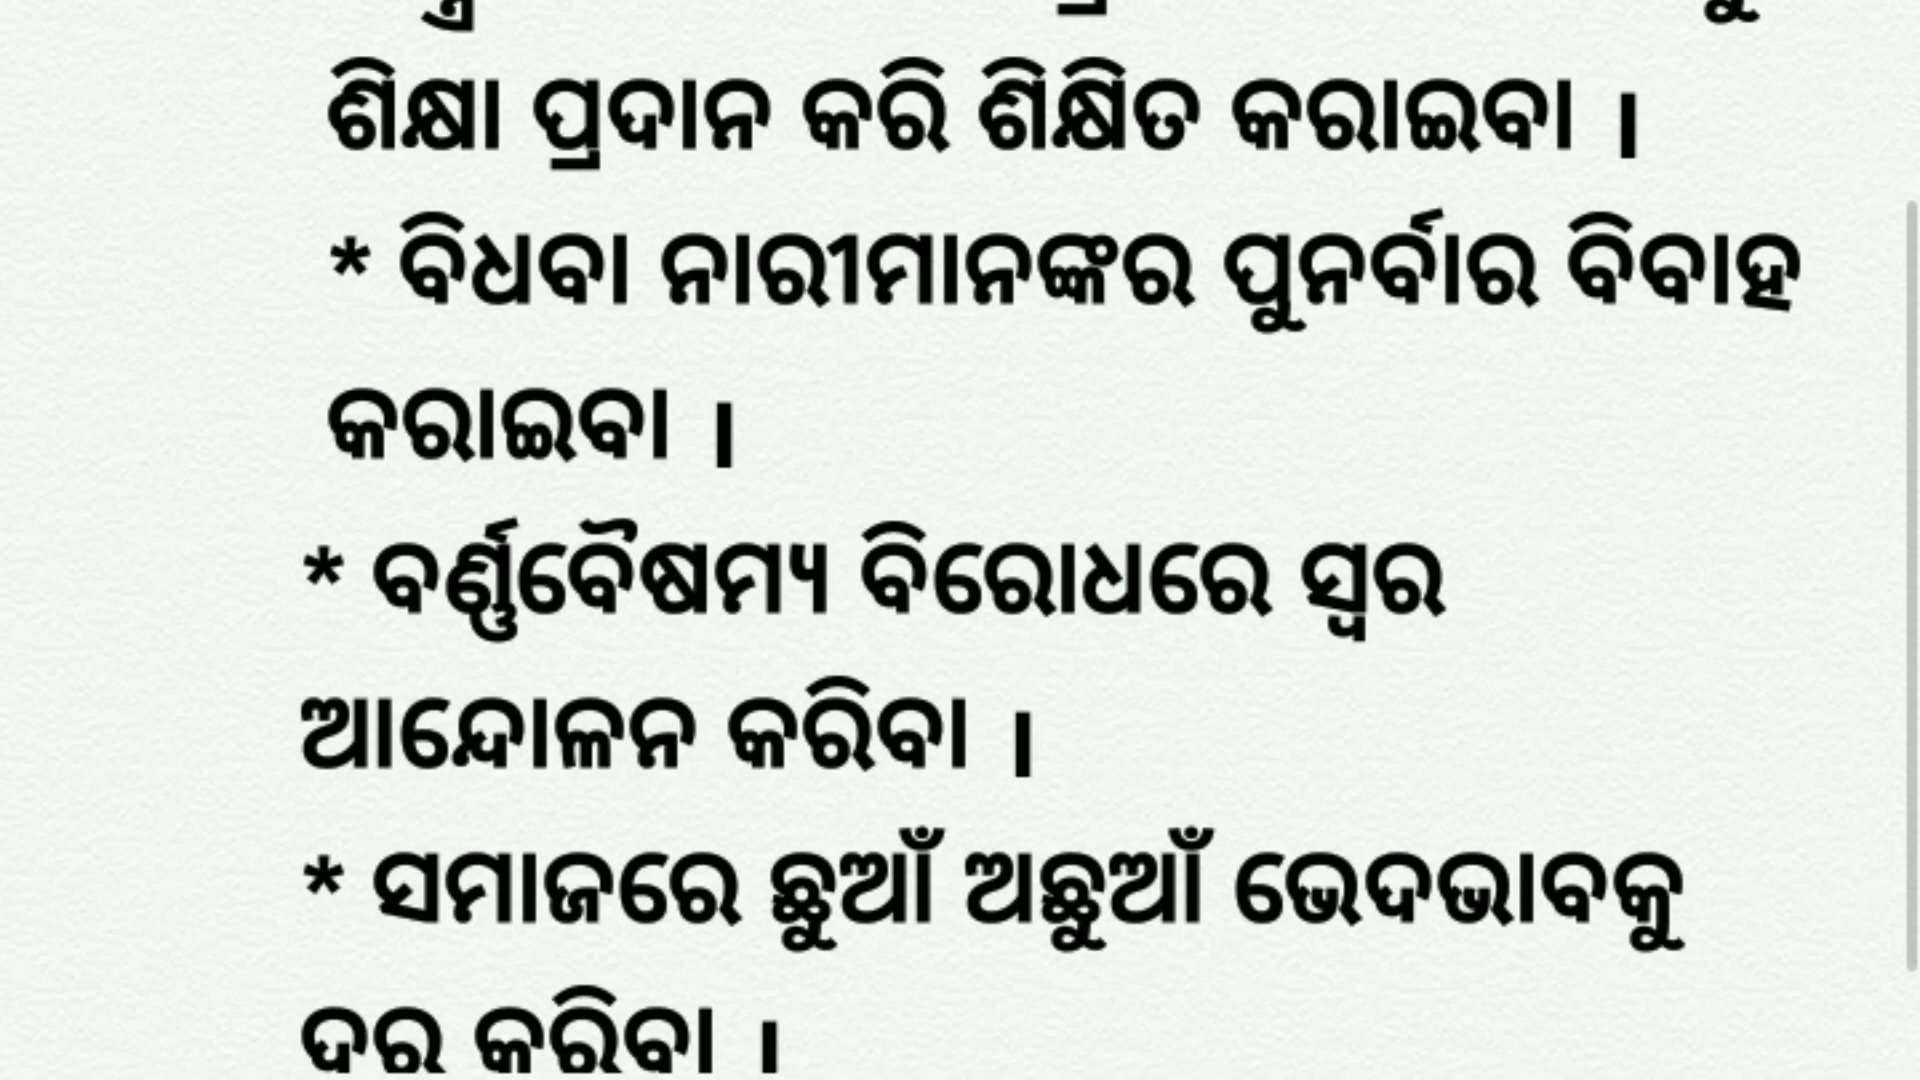 ଶିକ୍ଷା ପ୍ରଦାନ କରି ଶିକ୍ଷିତ କରାଇବା ।
* ବିଧବା ନାରୀମାନଙ୍କର ପୁନର୍ବାର ବିବାହ
କରାଇବା ।
* ବର୍ଣ୍ଣବୈଷମ୍ୟ ବିରୋଧରେ ସ୍ୱର
ଆନ୍ଦୋଳନ କରିବା ।
* ସମାଜରେ ଛୁଆଁ ଅଛୁଆଁ ଭେଦଭାବକୁ
ଦୂର କରିବା ।